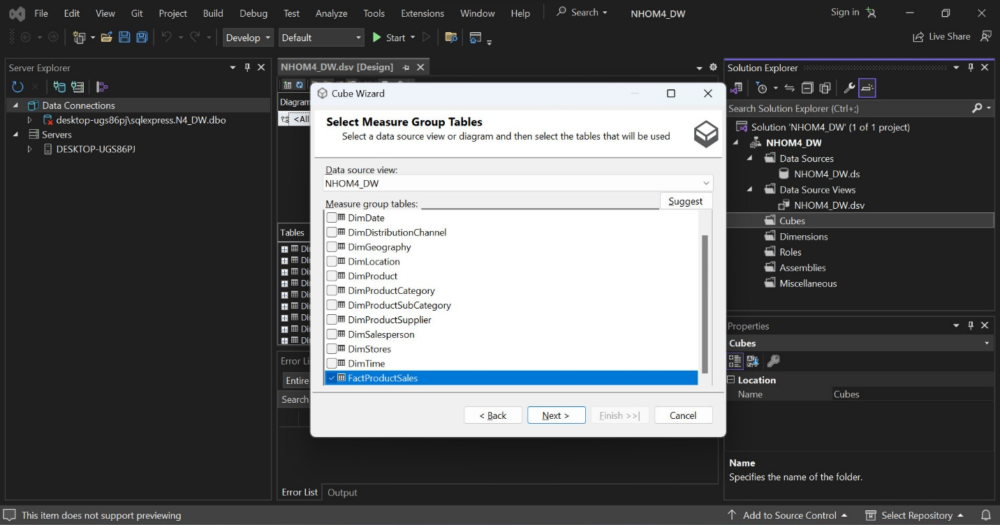 File Edit View Git Project Build Debug Test Analyze Tools Extensions Window Help Search NHOM4_DW Sign in
Develop Default Start Live Share
Server Explorer
Data Connections
desktop-ugs86pj\sqlexpress.N4_DW.dbo
Servers
DESKTOP-UGS86PJ
NHOM4_DW.dsv [Design]
Diagram
<All
Tables
Di
Di
Di
Di
Di
Di
Di
Di
Di
Error Li
Entire
Search
Error List Output
Cube Wizard
Select Measure Group Tables
Select a data source view or diagram and then select the tables that will be used
Data source view:
NHOM4_DW
Measure group tables:
Suggest
DimDate
DimDistributionChannel
DimGeography
DimLocation
DimProduct
DimProductCategory
DimProductSubCategory
DimProductSupplier
DimSalesperson
DimStores
DimTime
FactProductSales
< Back Next > Finish >>| Cancel
Solution Explorer
Search Solution Explorer (Ctrl+;)
Solution 'NHOM4_DW' (1 of 1 project)
NHOM4_DW
Data Sources
NHOM4_DW.ds
Data Source Views
NHOM4_DW.dsv
Cubes
Dimensions
Roles
Assemblies
Miscellaneous
Properties
Cubes
Location
Name Cubes
Name
Specifies the name of the folder.
This item does not support previewing Add to Source Control Select Repository